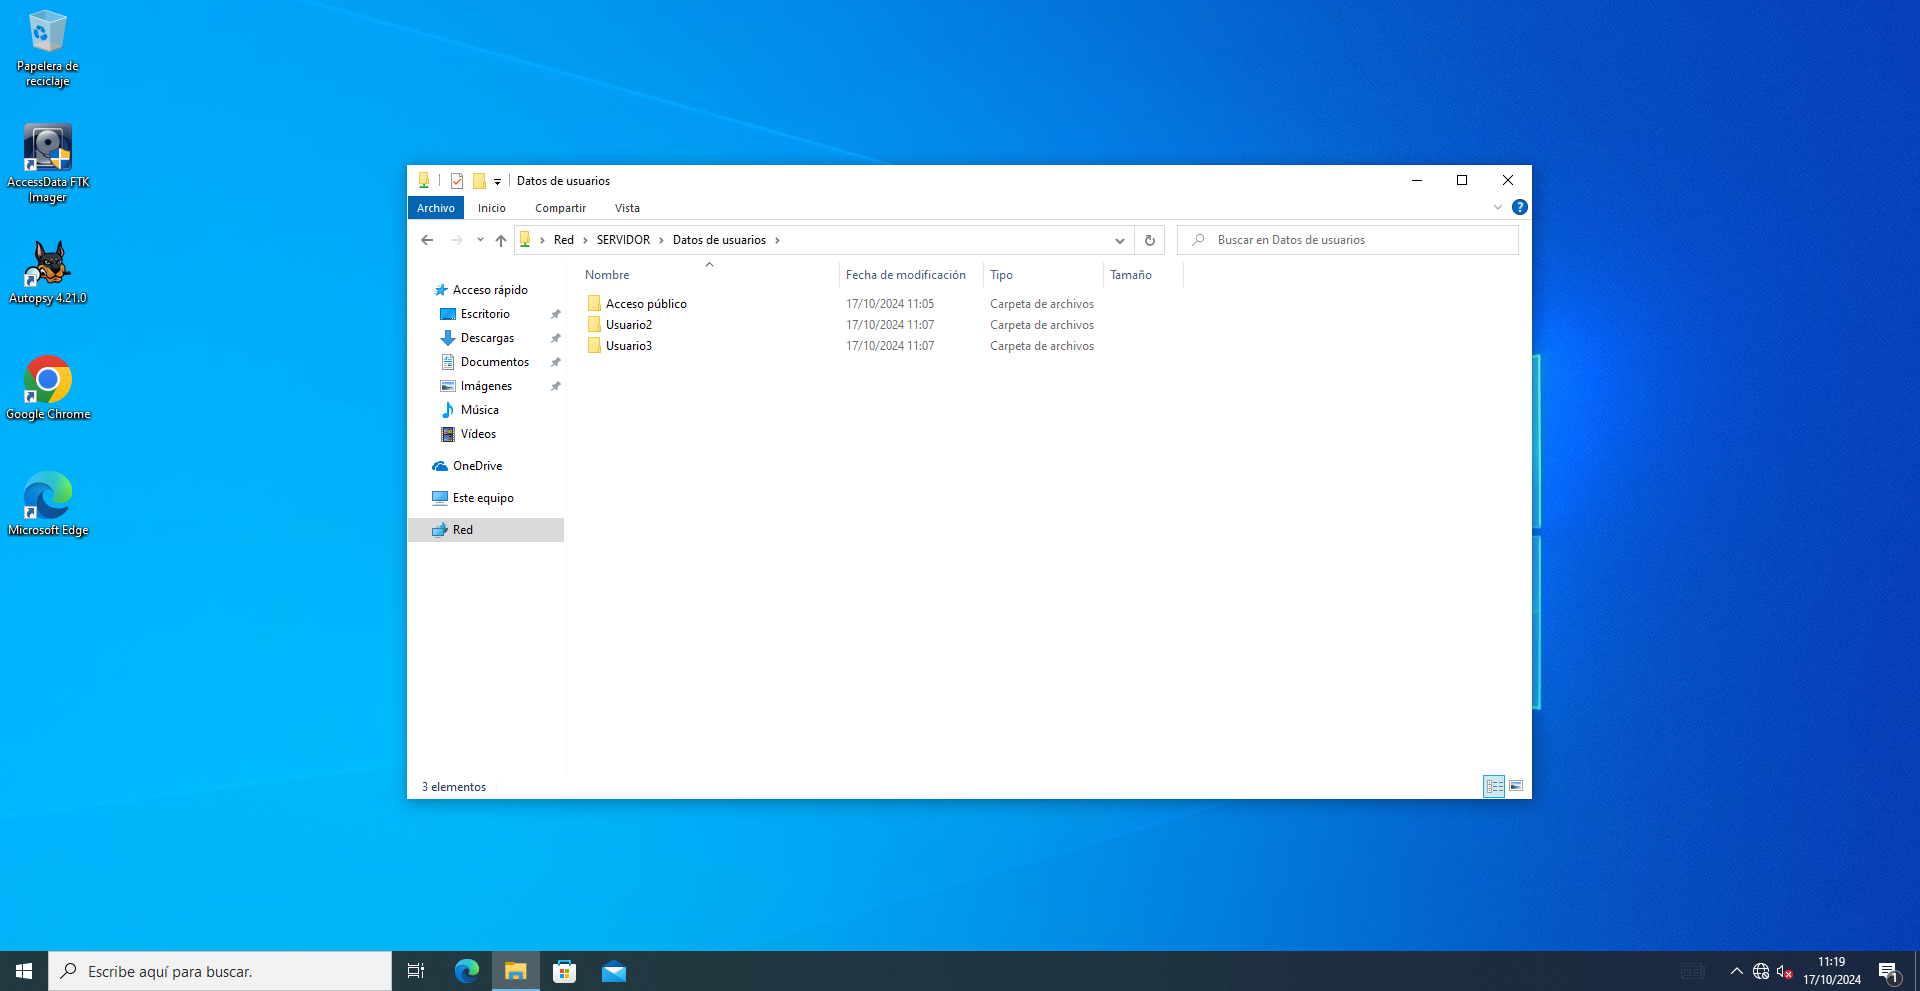 Papelera de
reciclaje
AccessData FTK
Imager
Autopsy 4.21.0
Google Chrome
Microsoft Edge
Datos de usuarios
Archivo Inicio Compartir Vista
?
Red SERVIDOR Datos de usuarios
Buscar en Datos de usuarios
Nombre Fecha de modificación Tipo Tamaño
Acceso rápido
Escritorio
Descargas
Documentos
Imágenes
Música
Vídeos
OneDrive
Este equipo
Red
Acceso público 17/10/2024 11:05 Carpeta de archivos
Usuario2 17/10/2024 11:07 Carpeta de archivos
Usuario3 17/10/2024 11:07 Carpeta de archivos
3 elementos
Escribe aquí para buscar.
11:19
17/10/2024
1